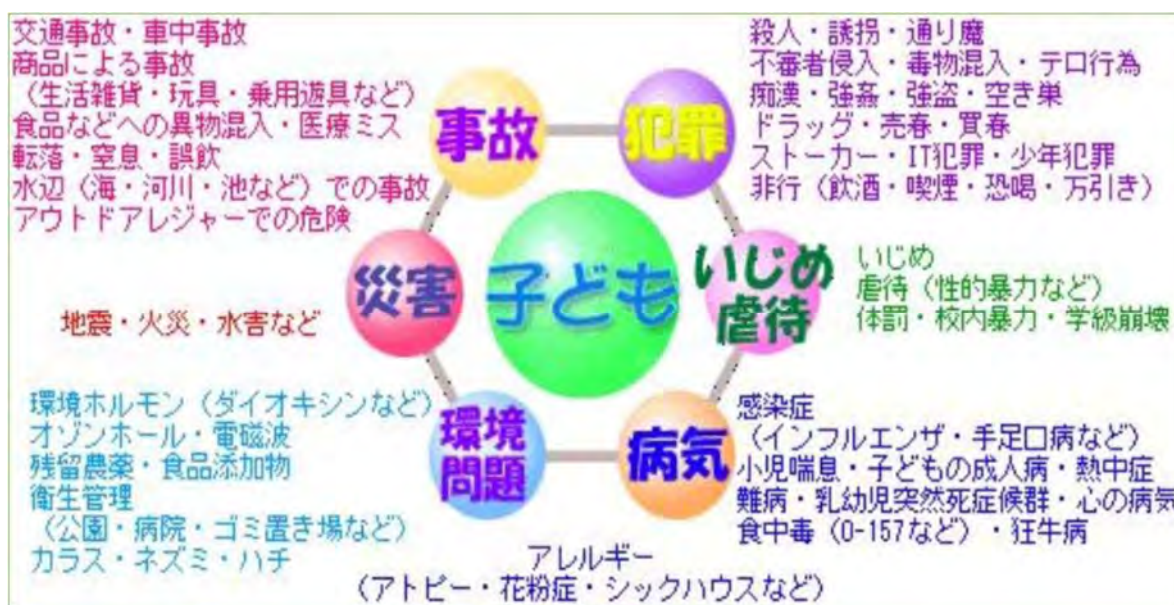 交通事故・車中事故
商品による事故
（生活雑貨・玩具・乗用遊具など）
食品などへの異物混入・医療ミス
転落・窒息・誤飲
水辺（海・河川・池など）での事故
アウトドアレジャーでの危険
事故
犯罪
殺人・誘拐・通り魔
不審者侵入・毒物混入・テロ行為
痴漢・強姦・強盗・空き巣
ドラッグ・売春・買春
ストーカー・IT犯罪・少年犯罪
非行（飲酒・喫煙・恐喝・万引き）
地震・火災・水害など
災害
子ども
いじめ
虐待
いじめ
虐待（性的暴力など）
体罰・校内暴力・学級崩壊
環境ホルモン（ダイオキシンなど）
オゾンホール・電磁波
残留農薬・食品添加物
衛生管理
（公園・病院・ゴミ置き場など）
カラス・ネズミ・ハチ
環境
問題
病気
感染症
（インフルエンザ・手足口病など）
小児喘息・子どもの成人病・熱中症
難病・乳幼児突然死症候群・心の病気
食中毒（O-157など）・狂牛病
アレルギー
（アトピー・花粉症・シックハウスなど）